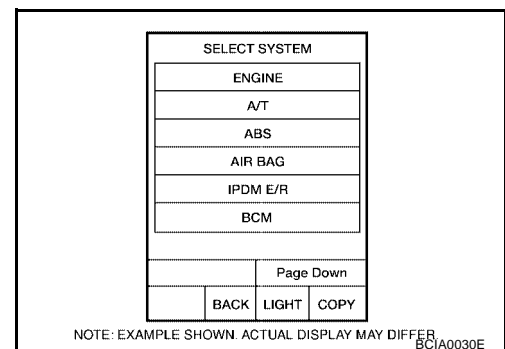 SELECT SYSTEM
ENGINE
A/T
ABS
AIR BAG
IPDM E/R
BCM
Page Down
BACK LIGHT COPY
NOTE: EXAMPLE SHOWN. ACTUAL DISPLAY MAY DIFFER.
BCIA0030E